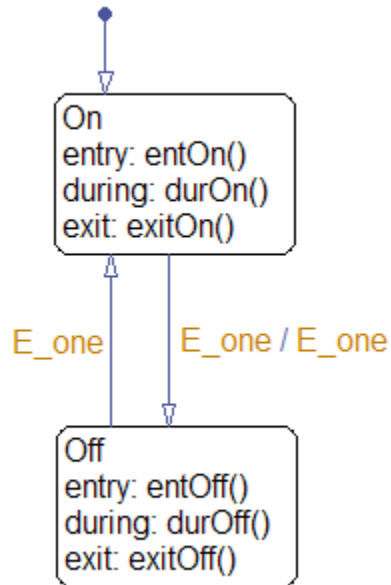 On
entry: entOn()
during: durOn()
exit: exitOn()
E_one
E_one / E_one
Off
entry: entOff()
during: durOff()
exit: exitOff()